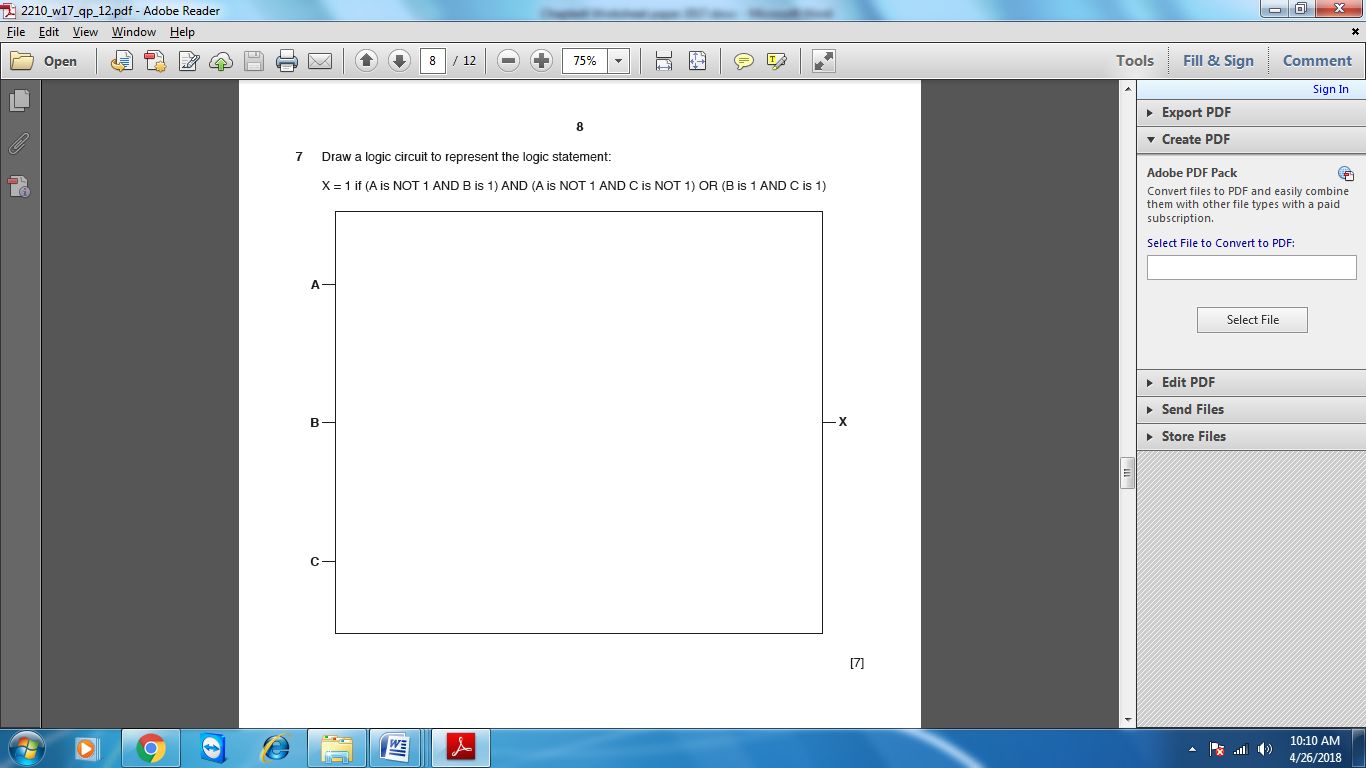 2210_w17_qp_12.pdf - Adobe Reader
File Edit View Window Help
Open 8 / 12 75% Tools Fill & Sign Comment
Sign In
Export PDF
Create PDF
Adobe PDF Pack
Convert files to PDF and easily combine
them with other file types with a paid
subscription.
Select File to Convert to PDF:
Select File
Edit PDF
Send Files
Store Files
8
7 Draw a logic circuit to represent the logic statement:
X = 1 if (A is NOT 1 AND B is 1) AND (A is NOT 1 AND C is NOT 1) OR (B is 1 AND C is 1)
A
B
X
C
[7]
10:10 AM
4/26/2018